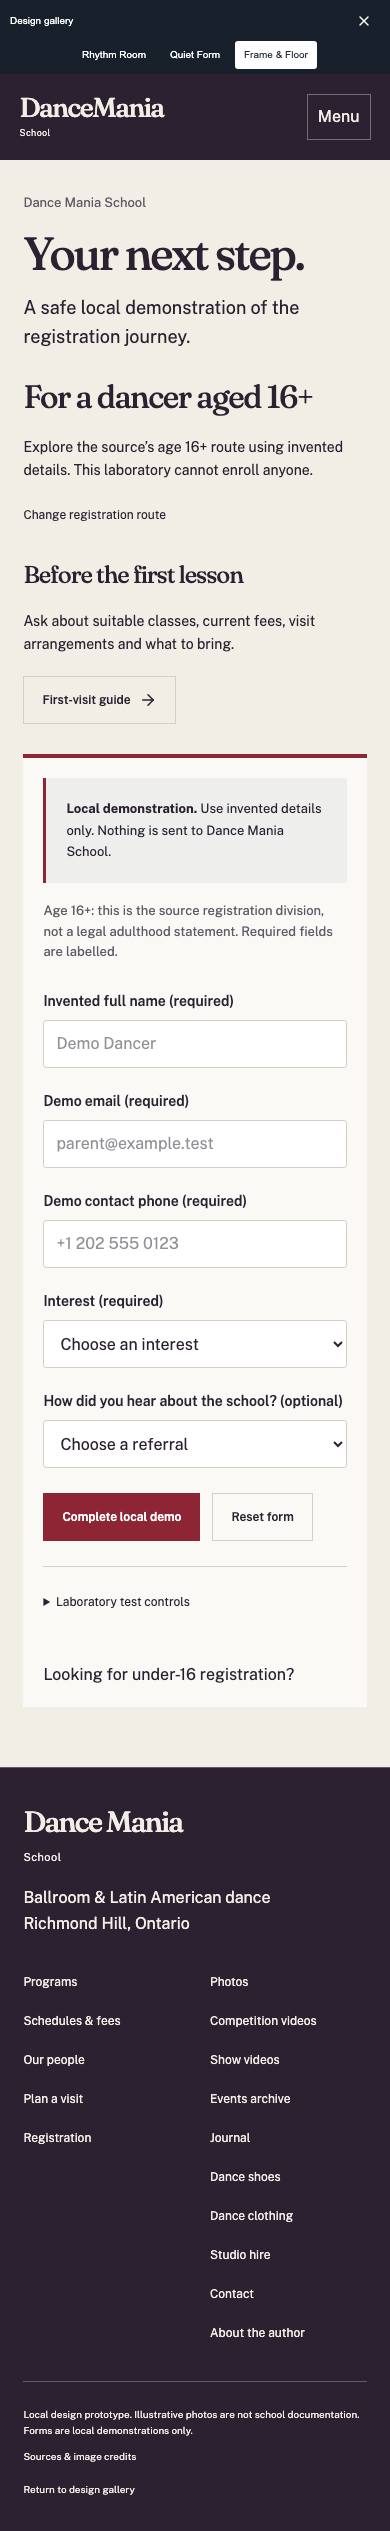 Design gallery
Rhythm Room
Quiet Form
Frame & Floor
DanceMania
School
Menu
Dance Mania School
Your next step.
A safe local demonstration of the
registration journey.
For a dancer aged 16+
Explore the source’s age 16+ route using invented
details. This laboratory cannot enroll anyone.
Change registration route
Before the first lesson
Ask about suitable classes, current fees, visit
arrangements and what to bring.
First-visit guide
Local demonstration. Use invented details
only. Nothing is sent to Dance Mania
School.
Age 16+: this is the source registration division,
not a legal adulthood statement. Required fields
are labelled.
Invented full name (required)
Demo Dancer
Demo email (required)
parent@example.test
Demo contact phone (required)
+1 202 555 0123
Interest (required)
Choose an interest
How did you hear about the school? (optional)
Choose a referral
Complete local demo
Reset form
Laboratory test controls
Looking for under-16 registration?
Dance Mania
School
Ballroom & Latin American dance
Richmond Hill, Ontario
Programs
Schedules & fees
Our people
Plan a visit
Registration
Photos
Competition videos
Show videos
Events archive
Journal
Dance shoes
Dance clothing
Studio hire
Contact
About the author
Local design prototype. Illustrative photos are not school documentation.
Forms are local demonstrations only.
Sources & image credits
Return to design gallery